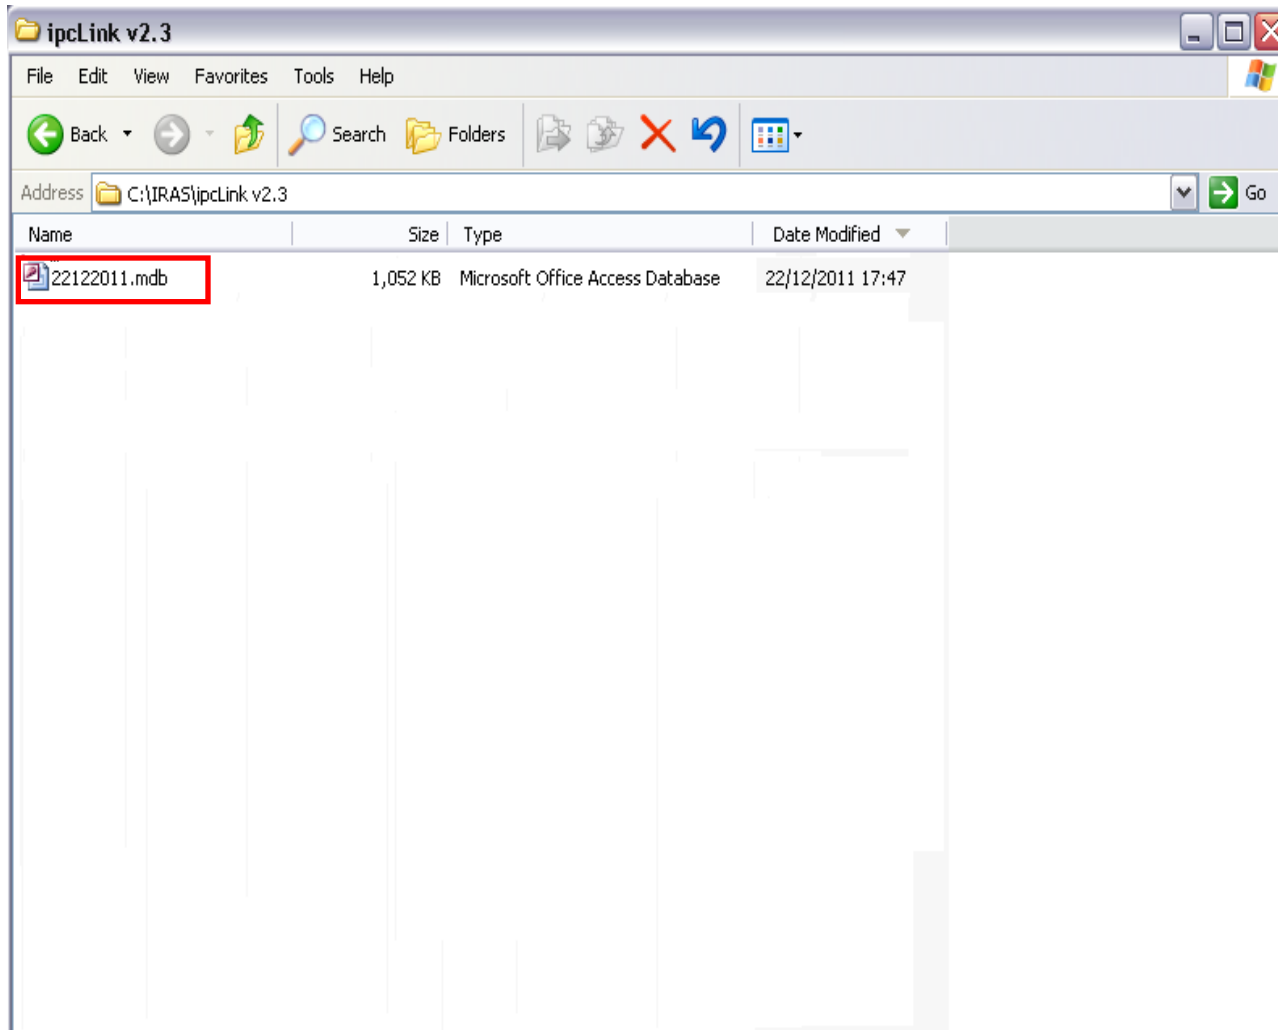 ipcLink v2.3
File Edit View Favorites Tools Help
Back Search Folders
Address C:\IRAS\ipcLink v2.3 Go
Name Size Type Date Modified
22122011.mdb 1,052 KB Microsoft Office Access Database 22/12/2011 17:47